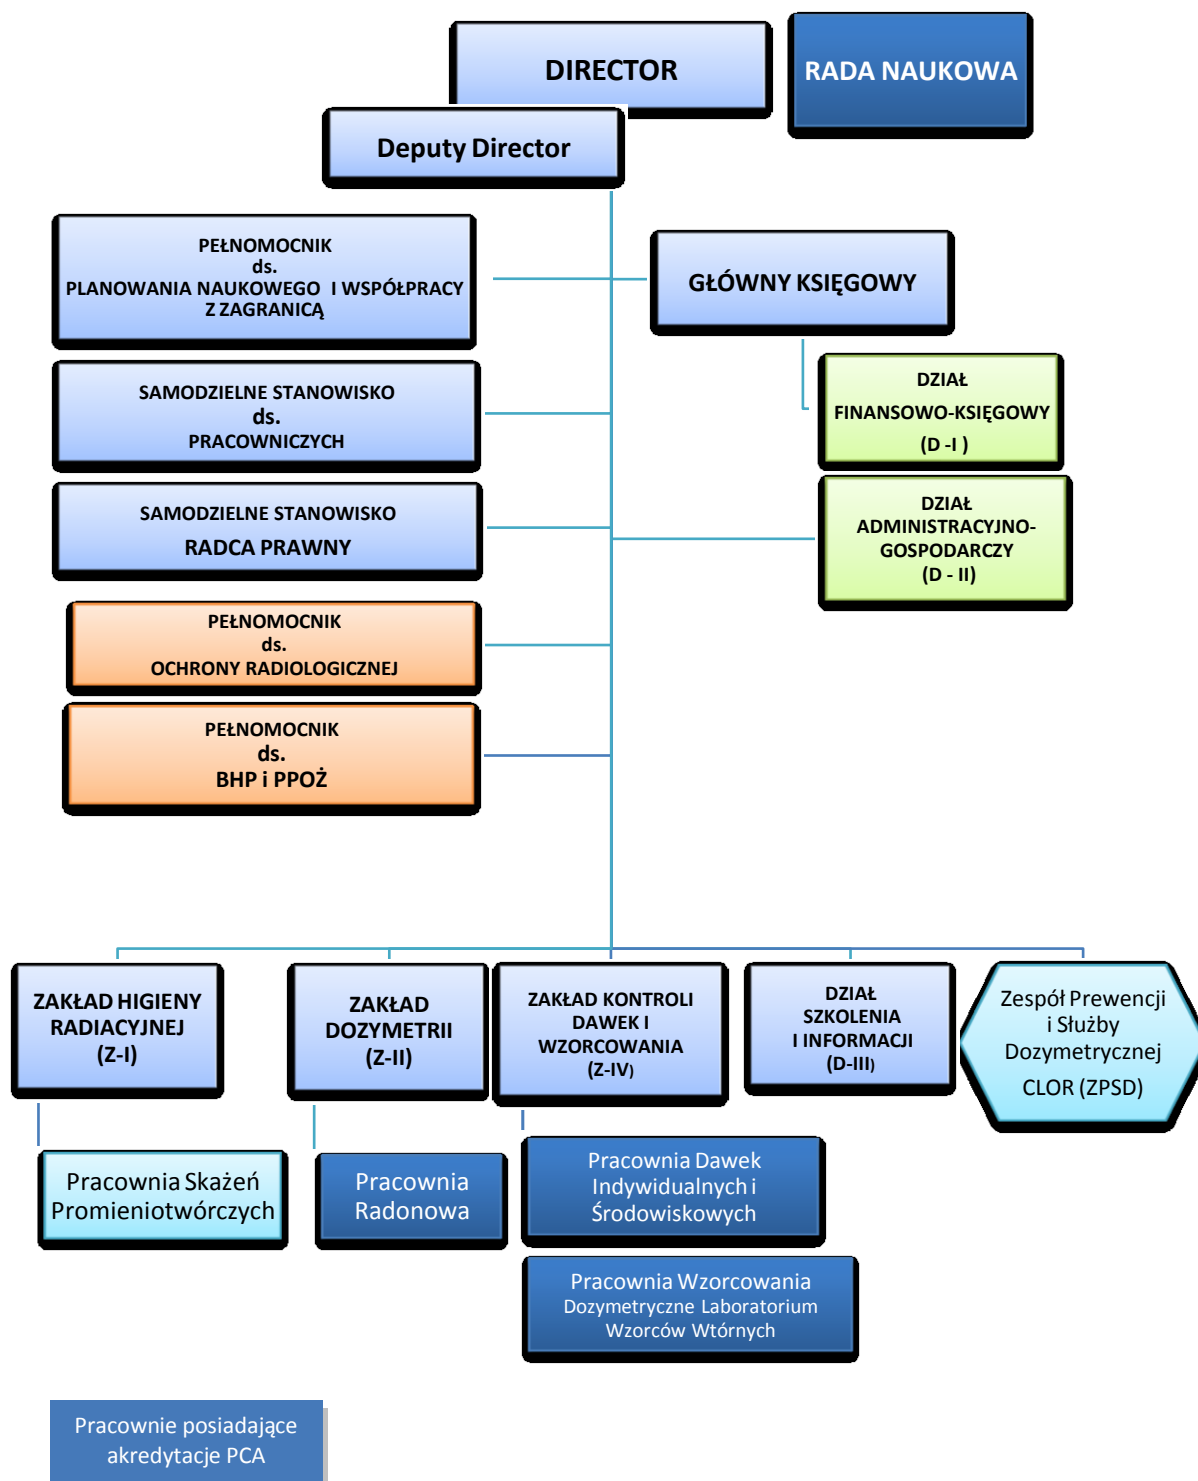 DIRECTOR
RADA NAUKOWA
Deputy Director
PEŁNOMOCNIK
ds.
PLANOWANIA NAUKOWEGO I WSPÓŁPRACY
Z ZAGRANICĄ
GŁÓWNY KSIĘGOWY
SAMODZIELNE STANOWISKO
ds.
PRACOWNICZYCH
DZIAŁ
FINANSOWO-KSIĘGOWY
(D -I )
SAMODZIELNE STANOWISKO
RADCA PRAWNY
DZIAŁ
ADMINISTRACYJNO-
GOSPODARCZY
(D - II)
PEŁNOMOCNIK
ds.
OCHRONY RADIOLOGICZNEJ
PEŁNOMOCNIK
ds.
BHP i PPOŻ
ZAKŁAD HIGIENY
RADIACYJNEJ
(Z-I)
ZAKŁAD
DOZYMETRII
(Z-II)
ZAKŁAD KONTROLI
DAWEK I
WZORCOWANIA
(Z-IV)
DZIAŁ
SZKOLENIA
I INFORMACJI
(D-III)
Zespół Prewencji
i Służby
Dozymetrycznej
CLOR (ZPSD)
Pracownia Skażeń
Promieniotwórczych
Pracownia
Radonowa
Pracownia Dawek
Indywidualnych i
Środowiskowych
Pracownia Wzorcowania
Dozymetryczne Laboratorium
Wzorców Wtórnych
Pracownie posiadające
akredytacje PCA